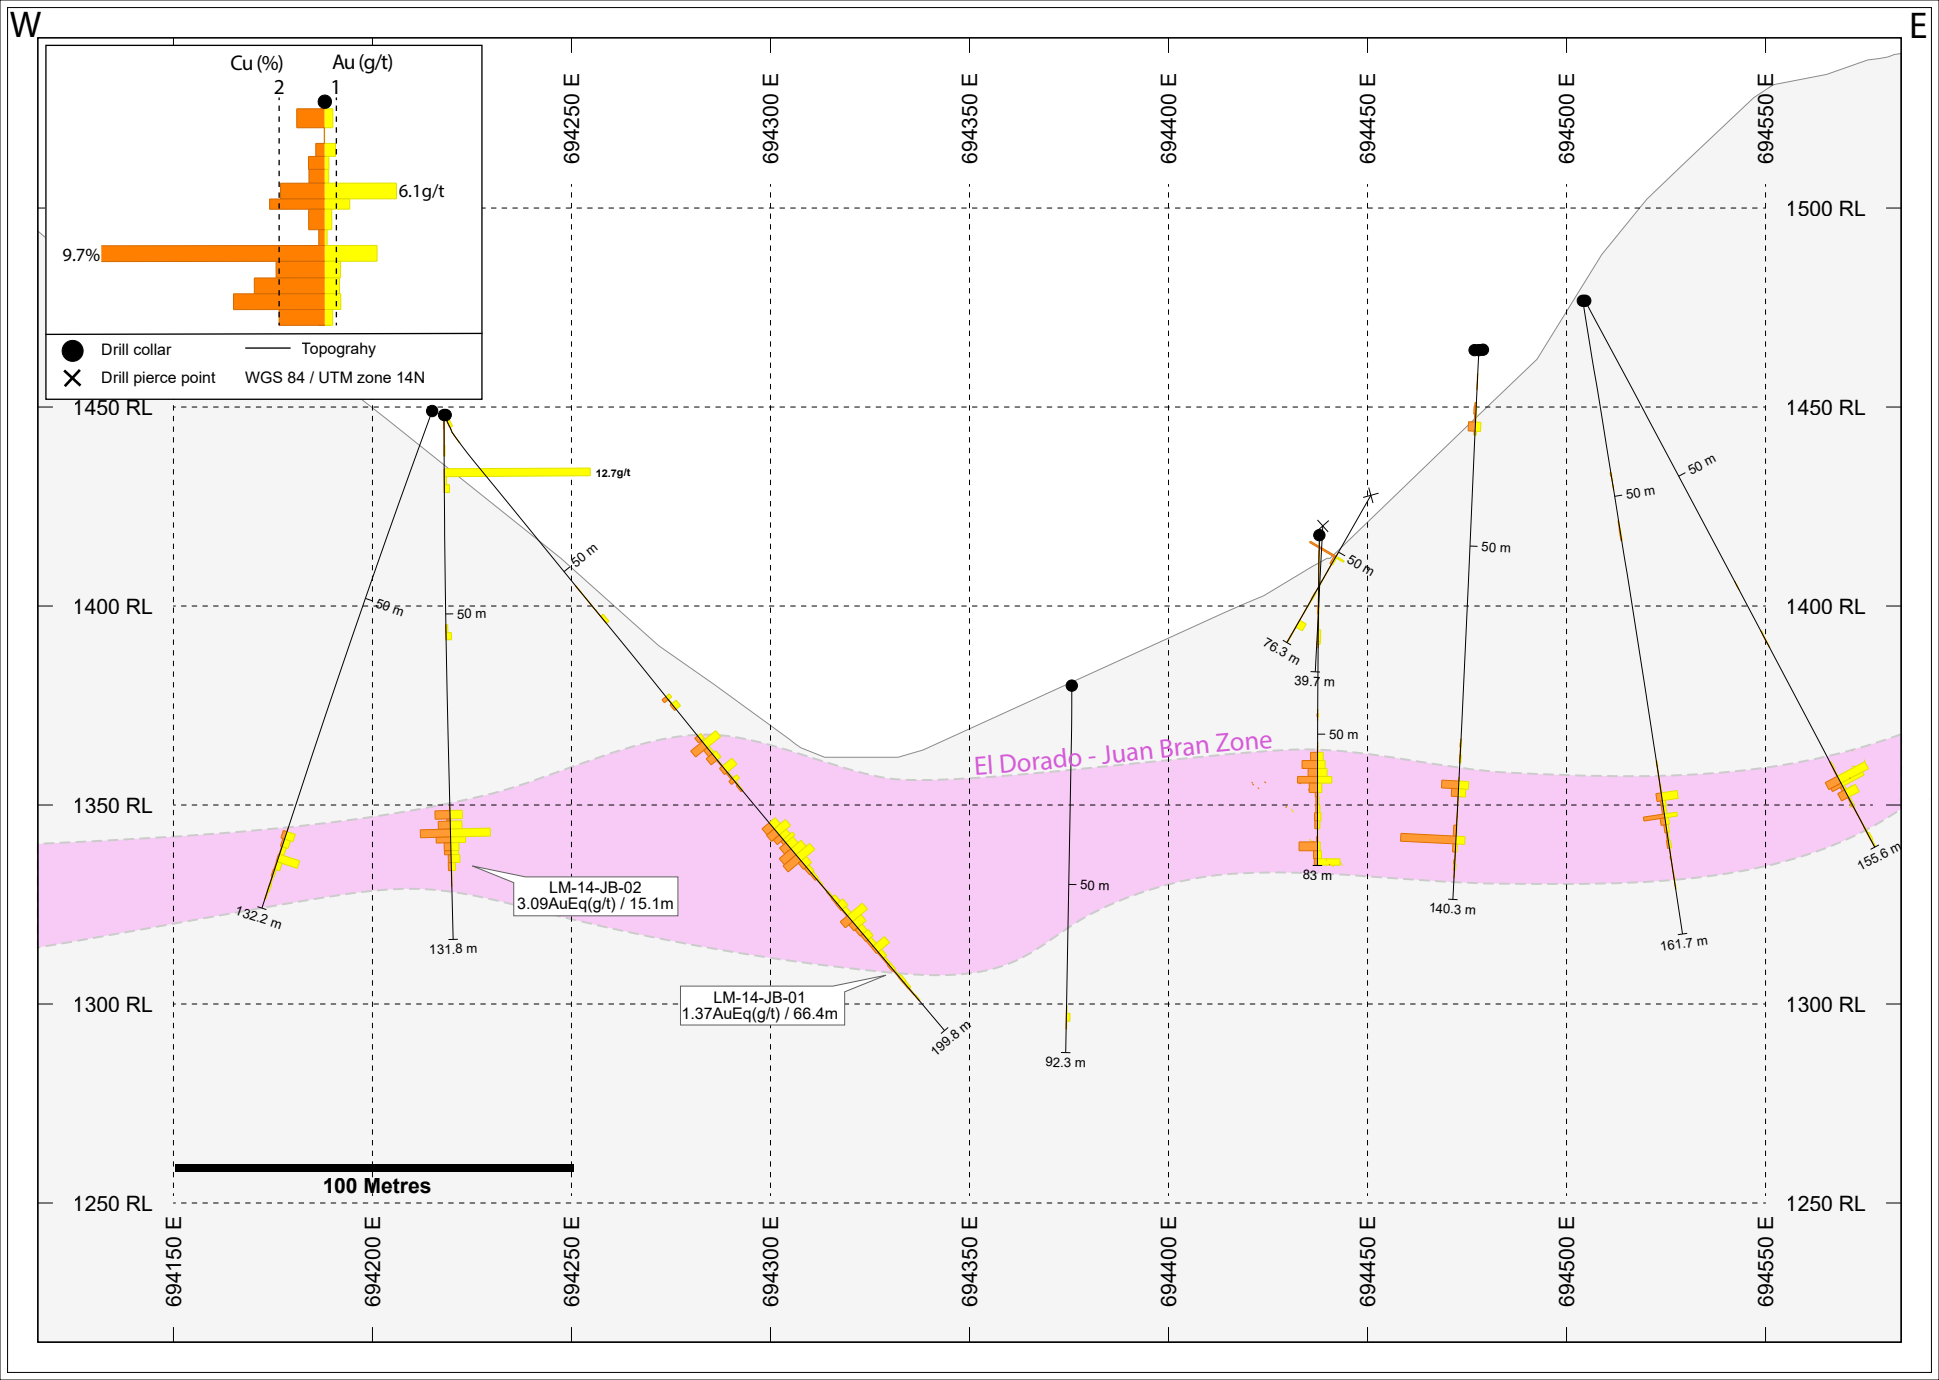 W
E
Cu (%)
Au (g/t)
2
1
6.1g/t
9.7%
Drill collar
Topograhy
Drill pierce point
WGS 84 / UTM zone 14N
694250 E
694300 E
694350 E
694400 E
694450 E
694500 E
694550 E
1500 RL
1450 RL
1450 RL
12.7g/t
50 m
50 m
50 m
50 m
50 m
50 m
50 m
1400 RL
1400 RL
76.3 m
39.7 m
50 m
El Dorado - Juan Bran Zone
1350 RL
1350 RL
155.6 m
83 m
50 m
LM-14-JB-02
3.09AuEq(g/t) / 15.1m
132.2 m
131.8 m
140.3 m
161.7 m
LM-14-JB-01
1.37AuEq(g/t) / 66.4m
1300 RL
1300 RL
199.8 m
92.3 m
100 Metres
1250 RL
1250 RL
694150 E
694200 E
694250 E
694300 E
694350 E
694400 E
694450 E
694500 E
694550 E